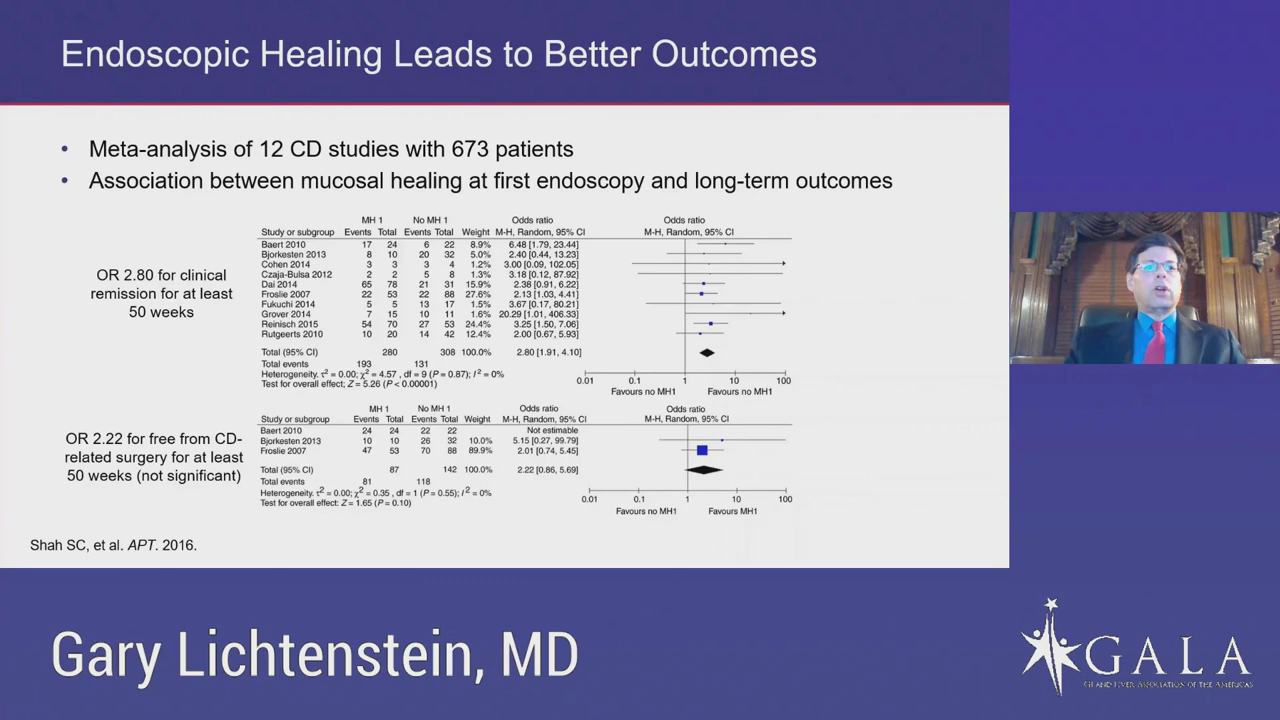 Endoscopic Healing Leads to Better Outcomes
• Meta-analysis of 12 CD studies with 673 patients
• Association between mucosal healing at first endoscopy and long-term outcomes
OR 2.80 for clinical
remission for at least
50 weeks
MH 1 No MH 1 Odds ratio Odds ratio
Study or subgroup Events Total Events Total Weight M-H, Random, 95% CI M-H, Random, 95% CI
Baert 2010 17 24 6 22 8.9% 6.48 [1.79, 23.44]
Bjorkesten 2013 8 10 20 32 5.0% 2.40 [0.44, 13.23]
Cohen 2014 3 3 3 4 1.2% 3.00 [0.09, 102.05]
Czaja-Bulsa 2012 2 2 5 8 1.3% 3.18 [0.12, 87.92]
Dai 2014 65 78 21 31 15.9% 2.38 [0.91, 6.22]
Froslie 2007 22 53 22 88 27.6% 2.13 [1.03, 4.41]
Fukuchi 2014 5 5 13 17 1.5% 3.67 [0.17, 80.21]
Grover 2014 7 15 10 11 1.6% 20.29 [1.01, 406.33]
Reinisch 2015 54 70 27 53 24.4% 3.25 [1.50, 7.06]
Rutgeerts 2010 10 20 14 42 12.4% 2.00 [0.67, 5.93]
Total (95% CI) 280 308 100.0% 2.80 [1.91, 4.10]
Total events 193 131
Heterogeneity. τ² = 0.00; χ² = 4.57 , df = 9 (P = 0.87); I² = 0%
Test for overall effect; Z = 5.26 (P < 0.00001)
0.01 0.1 1 10 100
Favours no MH1 Favours no MH1
OR 2.22 for free from CD-
related surgery for at least
50 weeks (not significant)
MH 1 No MH 1 Odds ratio Odds ratio
Study or subgroup Events Total Events Total Weight M-H, Random, 95% CI M-H, Random, 95% CI
Baert 2010 24 24 22 22 Not estimable
Bjorkesten 2013 10 10 26 32 10.0% 5.15 [0.27, 99.79]
Froslie 2007 47 53 70 88 89.9% 2.01 [0.74, 5.45]
Total (95% CI) 87 142 100.0% 2.22 [0.86, 5.69]
Total events 81 118
Heterogeneity: τ² = 0.00; χ² = 0.35 , df = 1 (P = 0.55); I² = 0%
Test for overall effect: Z = 1.65 (P = 0.10)
0.01 0.1 1 10 100
Favours no MH1 Favours MH1
Shah SC, et al. APT. 2016.
Gary Lichtenstein, MD
GALA
GI AND LIVER ASSOCIATION OF THE AMERICAS